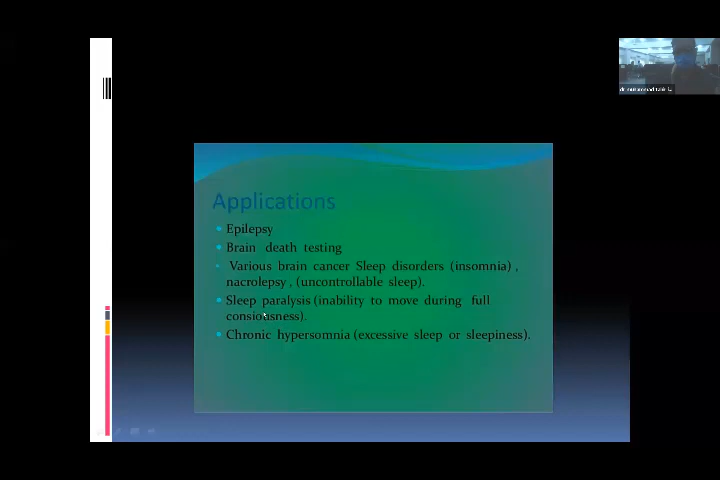 Applications
Epilepsy
Brain death testing
Various brain cancer Sleep disorders (insomnia) ,
nacrolepsy , (uncontrollable sleep).
Sleep paralysis (inability to move during full
consiousness).
Chronic hypersomnia (excessive sleep or sleepiness).